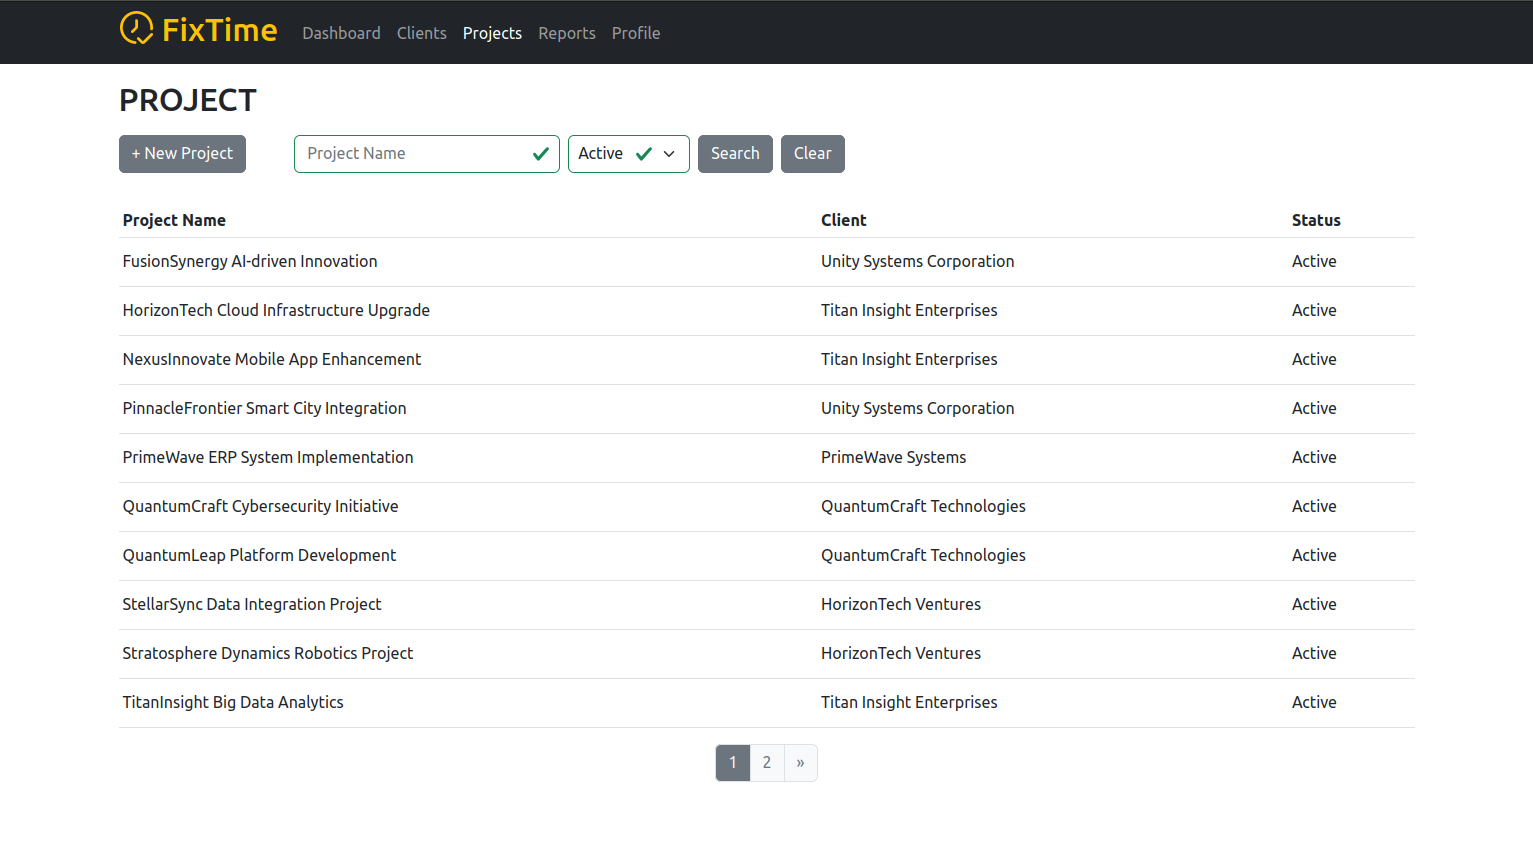 FixTime Dashboard Clients Projects Reports Profile
PROJECT
+ New Project Project Name Active Search Clear
Project Name Client Status
FusionSynergy AI-driven Innovation Unity Systems Corporation Active
HorizonTech Cloud Infrastructure Upgrade Titan Insight Enterprises Active
NexusInnovate Mobile App Enhancement Titan Insight Enterprises Active
PinnacleFrontier Smart City Integration Unity Systems Corporation Active
PrimeWave ERP System Implementation PrimeWave Systems Active
QuantumCraft Cybersecurity Initiative QuantumCraft Technologies Active
QuantumLeap Platform Development QuantumCraft Technologies Active
StellarSync Data Integration Project HorizonTech Ventures Active
Stratosphere Dynamics Robotics Project HorizonTech Ventures Active
TitanInsight Big Data Analytics Titan Insight Enterprises Active
1 2 »